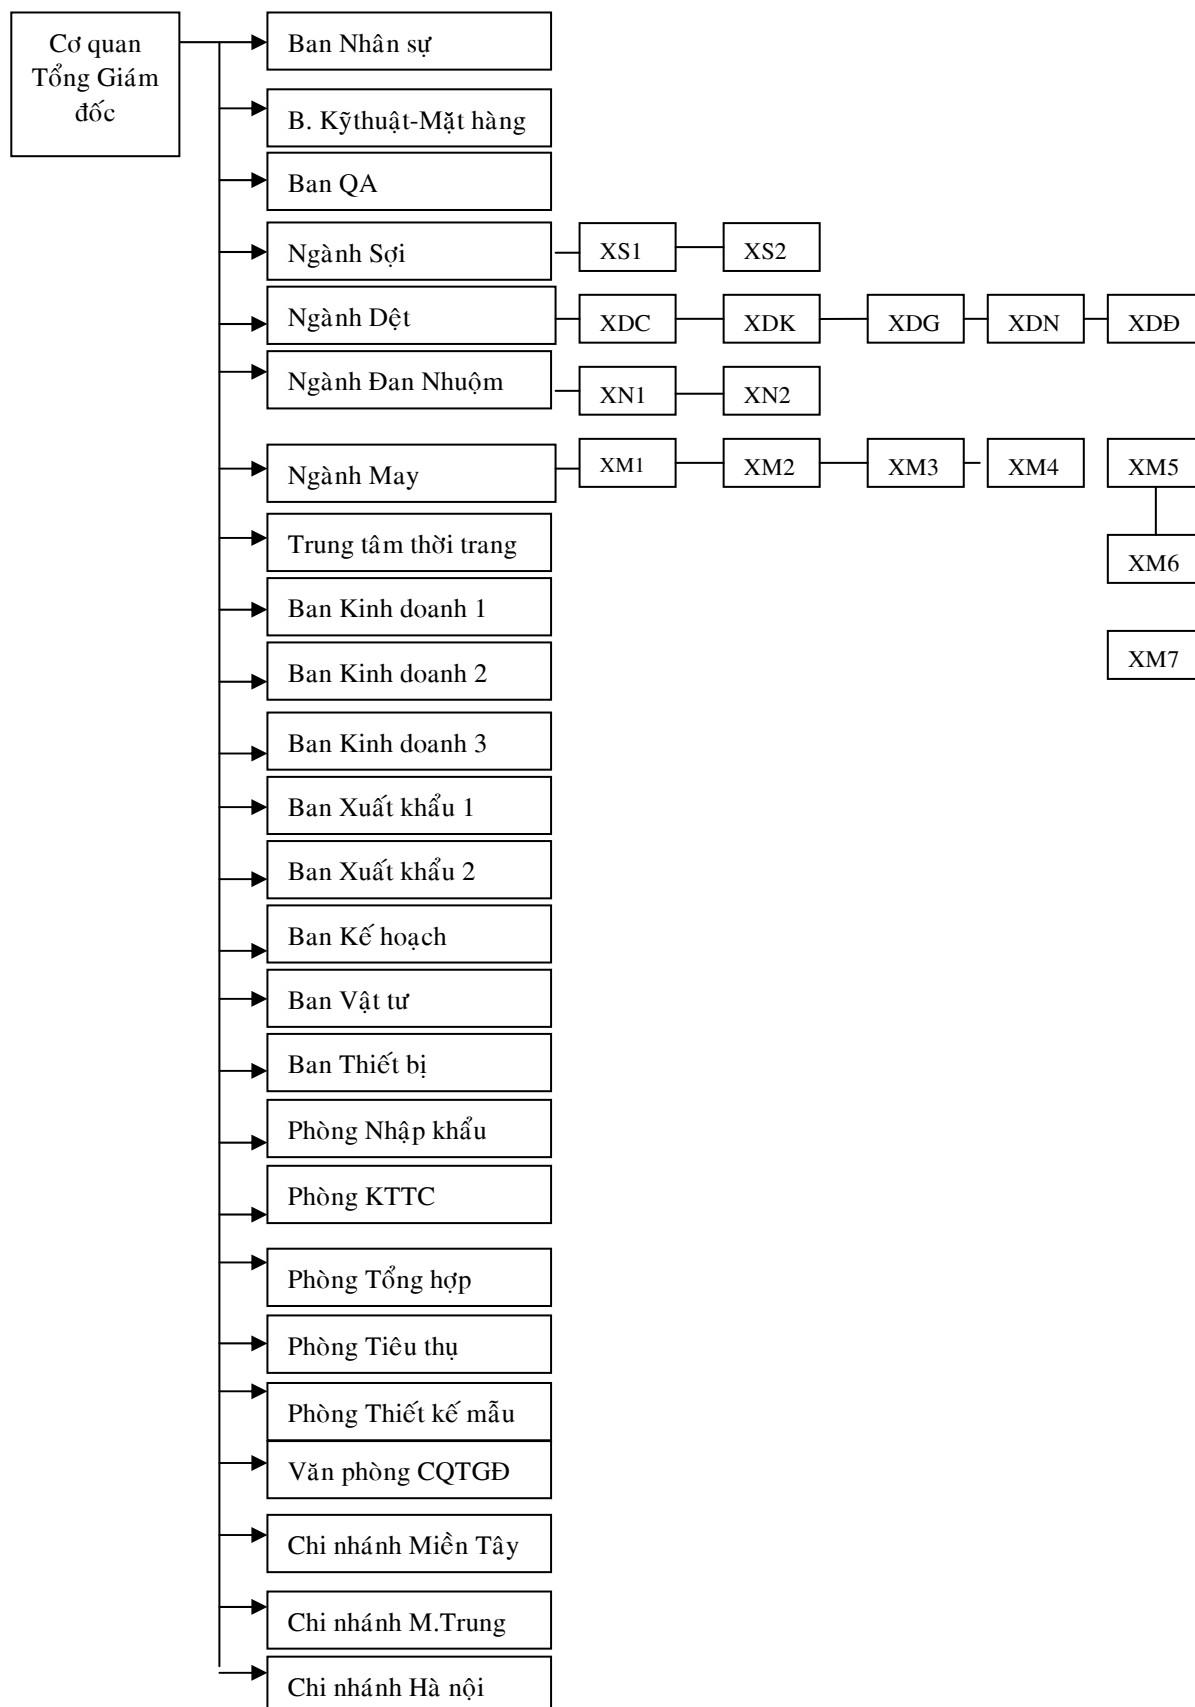 Cơ quan
Tổng Giám
đốc
Ban Nhân sự
B. Kỹthuật-Mặt hàng
Ban QA
Ngành Sợi
XS1
XS2
Ngành Dệt
XDC
XDK
XDG
XDN
XDĐ
Ngành Đan Nhuộm
XN1
XN2
Ngành May
XM1
XM2
XM3
XM4
XM5
XM6
XM7
Trung tâm thời trang
Ban Kinh doanh 1
Ban Kinh doanh 2
Ban Kinh doanh 3
Ban Xuất khẩu 1
Ban Xuất khẩu 2
Ban Kế hoạch
Ban Vật tư
Ban Thiết bị
Phòng Nhập khẩu
Phòng KTTC
Phòng Tổng hợp
Phòng Tiêu thụ
Phòng Thiết kế mẫu
Văn phòng CQTGĐ
Chi nhánh Miền Tây
Chi nhánh M.Trung
Chi nhánh Hà nội